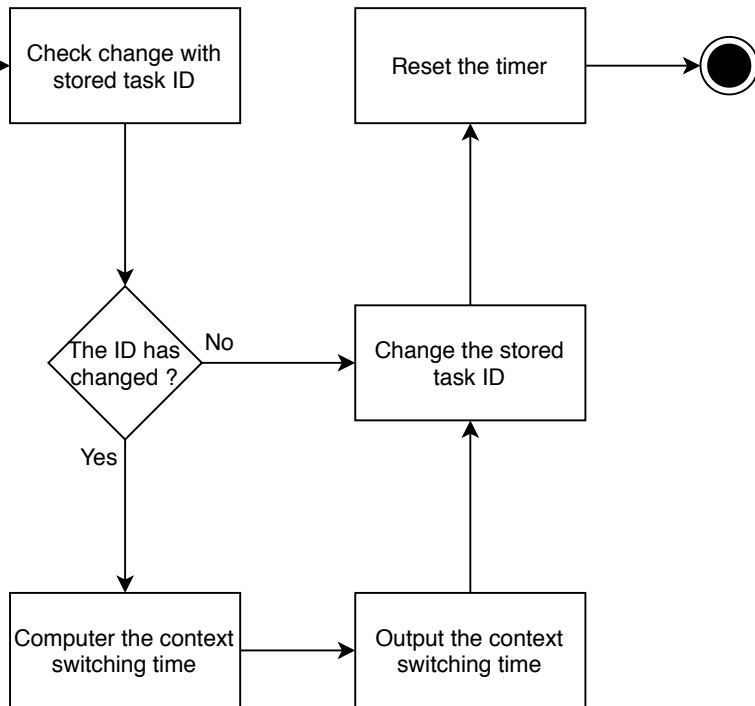 Check change with
stored task ID
Reset the timer
The ID has
changed ?
No
Change the stored
task ID
Yes
Computer the context
switching time
Output the context
switching time